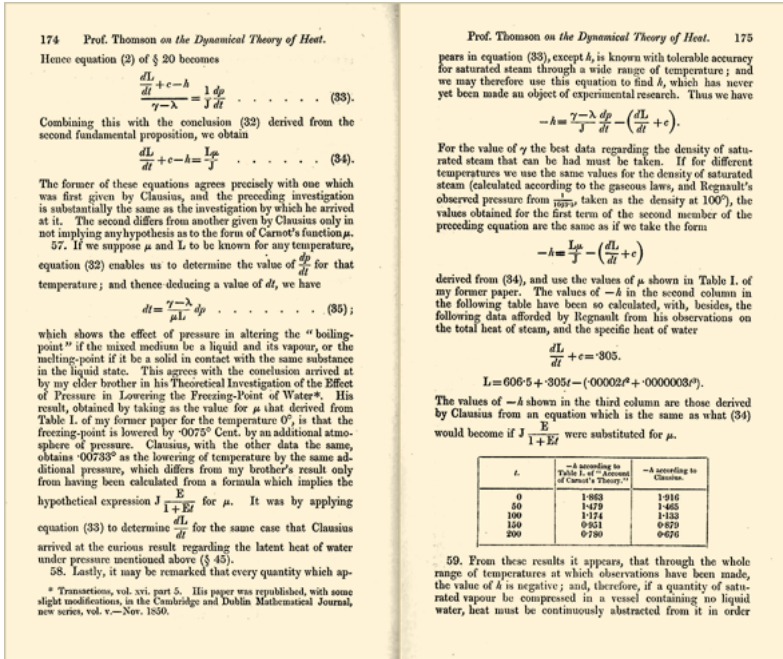 174 Prof. Thomson on the Dynamical Theory of Heat.
Hence equation (2) of § 20 becomes
(dL/dt + c − h)/(γ − λ) = (1/J)(dp/dt) . . . . . . (33).
Combining this with the conclusion (32) derived from the
second fundamental proposition, we obtain
dL/dt + c − h = Lμ/J . . . . . . (34).
The former of these equations agrees precisely with one which
was first given by Clausius, and the preceding investigation
is substantially the same as the investigation by which he arrived
at it. The second differs from another given by Clausius only in
not implying any hypothesis as to the form of Carnot's function μ.
57. If we suppose μ and L to be known for any temperature,
equation (32) enables us to determine the value of dp/dt for that
temperature; and thence deducing a value of dt, we have
dt = (γ − λ)/(μL) dp . . . . . . (35);
which shows the effect of pressure in altering the "boiling-
point" if the mixed medium be a liquid and its vapour, or the
melting-point if it be a solid in contact with the same substance
in the liquid state. This agrees with the conclusion arrived at
by my elder brother in his Theoretical Investigation of the Effect
of Pressure in Lowering the Freezing-Point of Water*. His
result, obtained by taking as the value for μ that derived from
Table I. of my former paper for the temperature 0°, is that the
freezing-point is lowered by ·0075° Cent. by an additional atmo-
sphere of pressure. Clausius, with the other data the same,
obtains ·00733° as the lowering of temperature by the same ad-
ditional pressure, which differs from my brother's result only
from having been calculated from a formula which implies the
hypothetical expression J E/(1+Et) for μ. It was by applying
equation (33) to determine dL/dt for the same case that Clausius
arrived at the curious result regarding the latent heat of water
under pressure mentioned above (§ 45).
58. Lastly, it may be remarked that every quantity which ap-
* Transactions, vol. xvi. part 5. His paper was republished, with some
slight modifications, in the Cambridge and Dublin Mathematical Journal,
new series, vol. v.—Nov. 1850.
Prof. Thomson on the Dynamical Theory of Heat. 175
pears in equation (33), except h, is known with tolerable accuracy
for saturated steam through a wide range of temperature; and
we may therefore use this equation to find h, which has never
yet been made an object of experimental research. Thus we have
−h = (γ − λ)/J dp/dt − (dL/dt + c).
For the value of γ the best data regarding the density of satu-
rated steam that can be had must be taken. If for different
temperatures we use the same values for the density of saturated
steam (calculated according to the gaseous laws, and Regnault's
observed pressure from taken as the density at 100°), the
values obtained for the first term of the second member of the
preceding equation are the same as if we take the form
−h = Lμ/J − (dL/dt + c)
derived from (34), and use the values of μ shown in Table I. of
my former paper. The values of −h in the second column in
the following table have been so calculated, with, besides, the
following data afforded by Regnault from his observations on
the total heat of steam, and the specific heat of water
dL/dt + c = ·305.
L = 606·5 + ·305t − (·00002t² + ·0000003t³).
The values of −h shown in the third column are those derived
by Clausius from an equation which is the same as what (34)
would become if J E/(1+Et) were substituted for μ.
t. −h according to Table I. of "Account of Carnot's Theory." −h according to Clausius.
0 1·863 1·916
50 1·479 1·465
100 1·174 1·133
150 0·951 0·879
200 0·780 0·676
59. From these results it appears, that through the whole
range of temperatures at which observations have been made,
the value of h is negative; and, therefore, if a quantity of satu-
rated vapour be compressed in a vessel containing no liquid
water, heat must be continuously abstracted from it in order